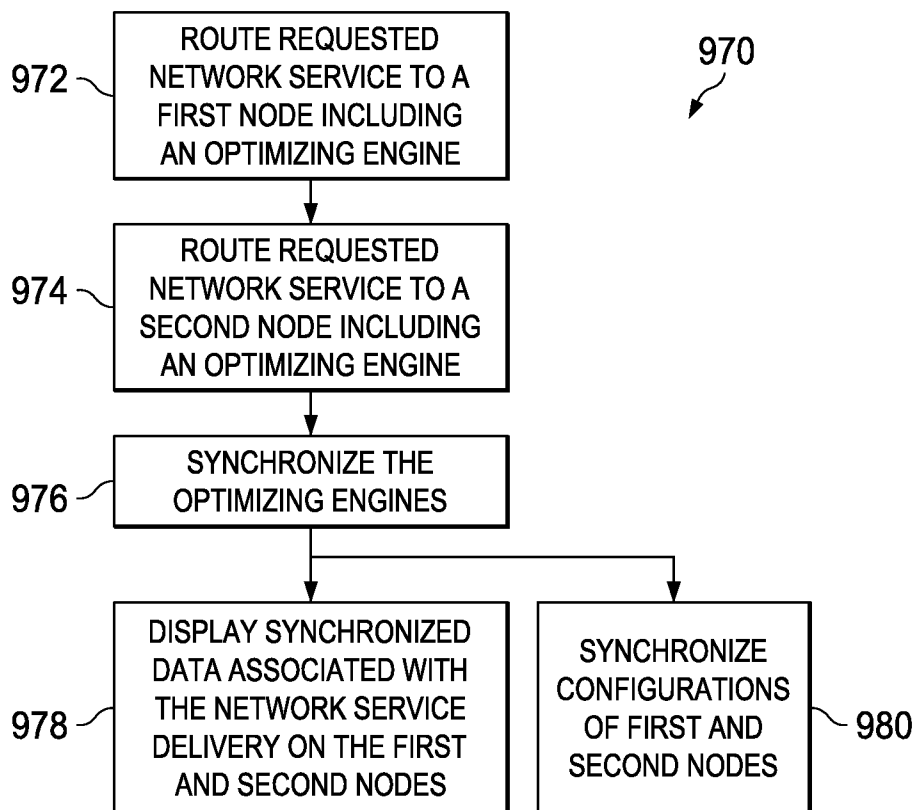 972
ROUTE REQUESTED
NETWORK SERVICE TO A
FIRST NODE INCLUDING
AN OPTIMIZING ENGINE
970
974
ROUTE REQUESTED
NETWORK SERVICE TO A
SECOND NODE INCLUDING
AN OPTIMIZING ENGINE
976
SYNCHRONIZE THE
OPTIMIZING ENGINES
978
DISPLAY SYNCHRONIZED
DATA ASSOCIATED WITH
THE NETWORK SERVICE
DELIVERY ON THE FIRST
AND SECOND NODES
SYNCHRONIZE
CONFIGURATIONS
OF FIRST AND
SECOND NODES
980